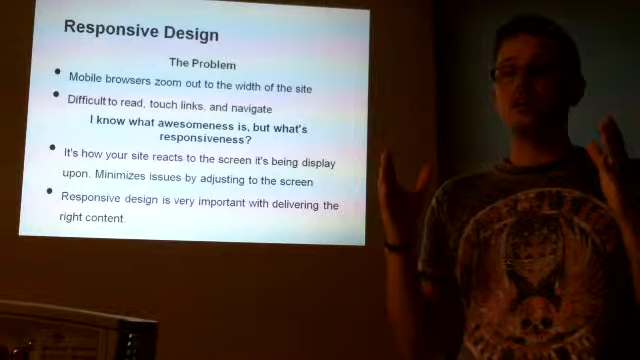 Responsive Design
The Problem
Mobile browsers zoom out to the width of the site
Difficult to read, touch links, and navigate
I know what awesomeness is, but what's
responsiveness?
It's how your site reacts to the screen it's being display
upon. Minimizes issues by adjusting to the screen
Responsive design is very important with delivering the
right content.